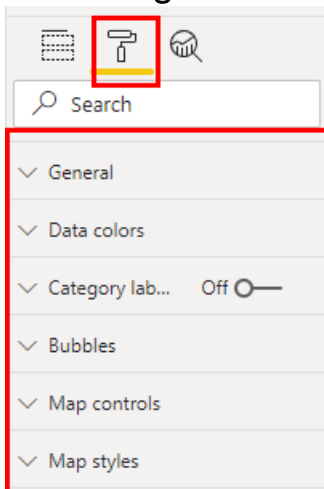 Search
General
Data colors
Category lab... Off
Bubbles
Map controls
Map styles